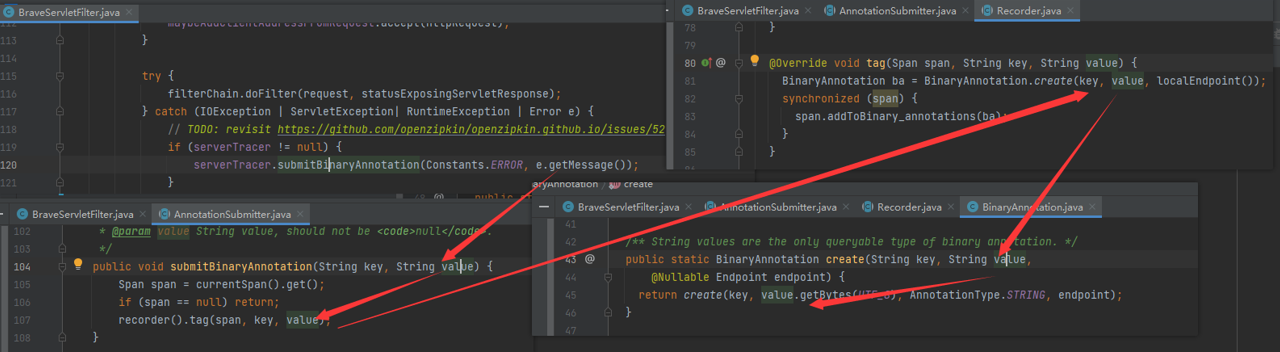 BraveServletFilter.java
112 maybeAddClientAddressFromRequest.accept(httpRequest);
113 }
114
115 try {
116 filterChain.doFilter(request, statusExposingServletResponse);
117 } catch (IOException | ServletException| RuntimeException | Error e) {
118 // TODO: revisit https://github.com/openzipkin/openzipkin.github.io/issues/52
119 if (serverTracer != null) {
120 serverTracer.submitBinaryAnnotation(Constants.ERROR, e.getMessage());
121 }
BraveServletFilter.java AnnotationSubmitter.java Recorder.java
78 }
79
80 @Override void tag(Span span, String key, String value) {
81 BinaryAnnotation ba = BinaryAnnotation.create(key, value, localEndpoint());
82 synchronized (span) {
83 span.addToBinary_annotations(ba);
84 }
85 }
BraveServletFilter.java AnnotationSubmitter.java
102 * @param value String value, should not be <code>null</code>.
103 */
104 public void submitBinaryAnnotation(String key, String value) {
105 Span span = currentSpan().get();
106 if (span == null) return;
107 recorder().tag(span, key, value);
108 }
aryAnnotation create
BraveServletFilter.java AnnotationSubmitter.java Recorder.java BinaryAnnotation.java
41
42 /** String values are the only queryable type of binary annotation. */
43 public static BinaryAnnotation create(String key, String value,
44 @Nullable Endpoint endpoint) {
45 return create(key, value.getBytes(UTF_8), AnnotationType.STRING, endpoint);
46 }
47